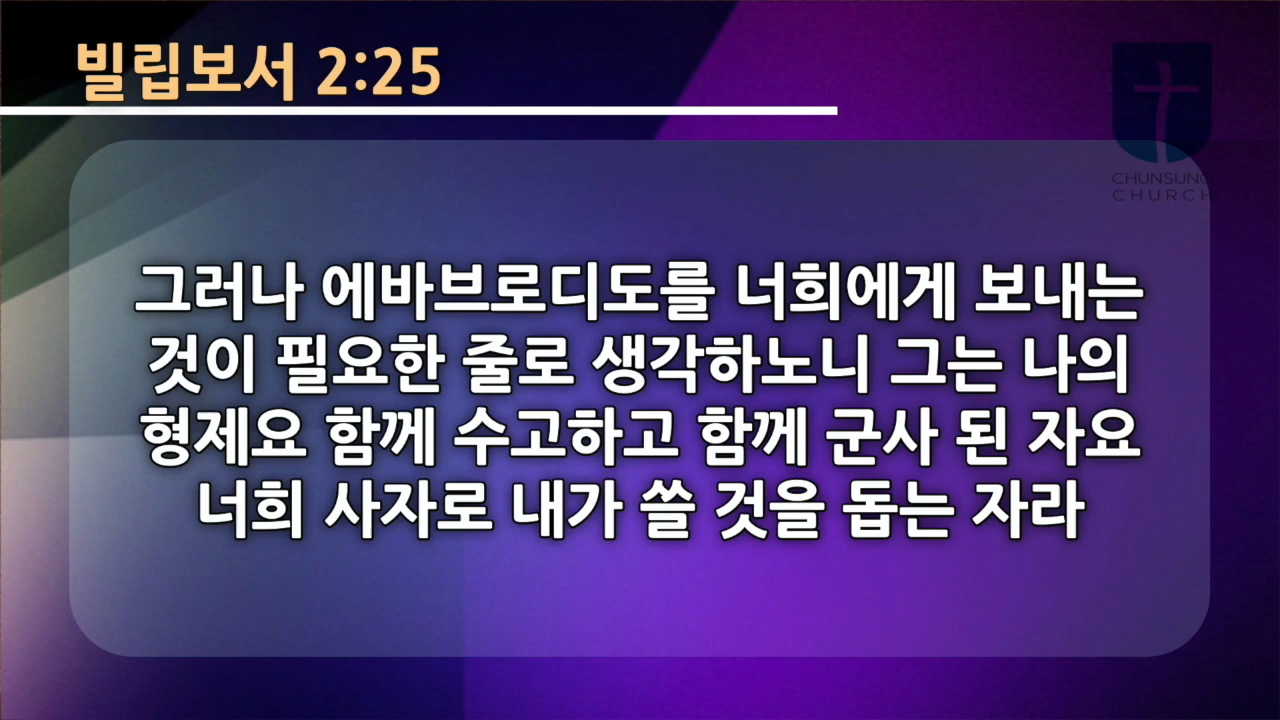 빌립보서 2:25
CHUNSUNG
CHURCH
그러나 에바브로디도를 너희에게 보내는
것이 필요한 줄로 생각하노니 그는 나의
형제요 함께 수고하고 함께 군사 된 자요
너희 사자로 내가 쓸 것을 돕는 자라